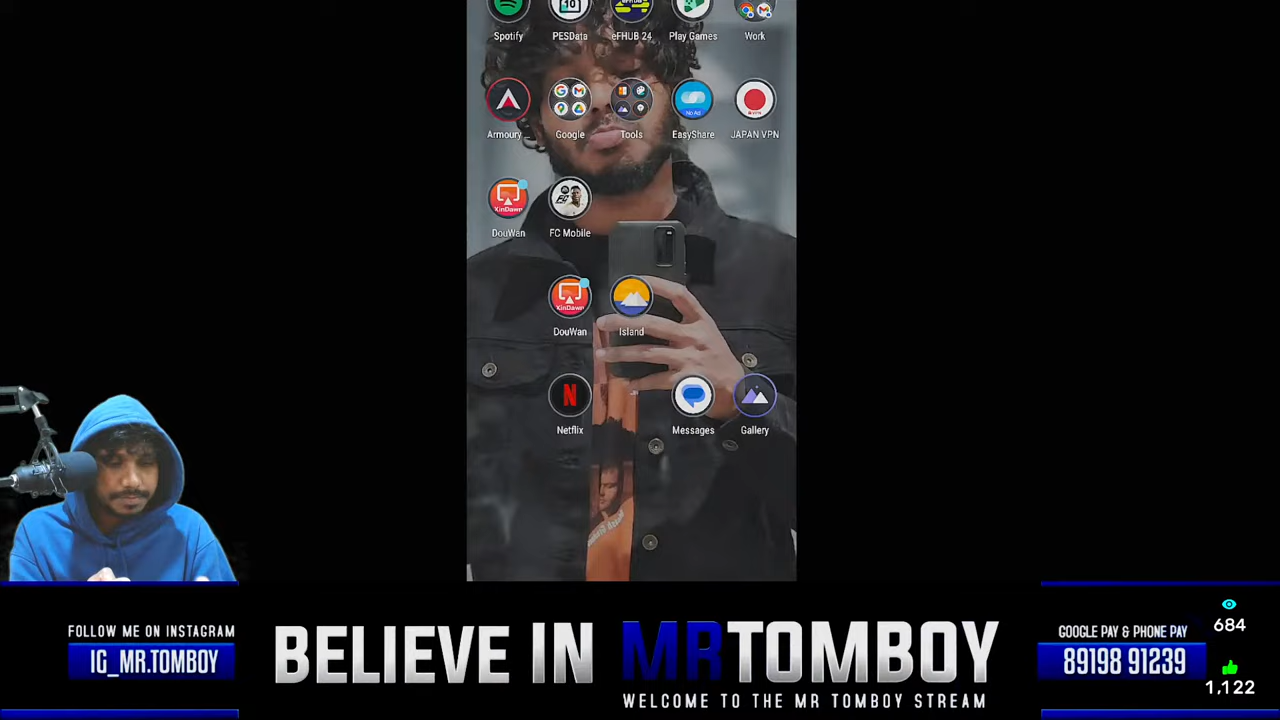 Spotify
PESData
eFHUB 24
Play Games
Work
Armoury
Google
Tools
EasyShare
JAPAN VPN
DouWan
FC Mobile
DouWan
Island
Netflix
Messages
Gallery
FOLLOW ME ON INSTAGRAM
IG_MR.TOMBOY
BELIEVE IN MRTOMBOY
WELCOME TO THE MR TOMBOY STREAM
GOOGLE PAY & PHONE PAY
89198 91239
684
1,122